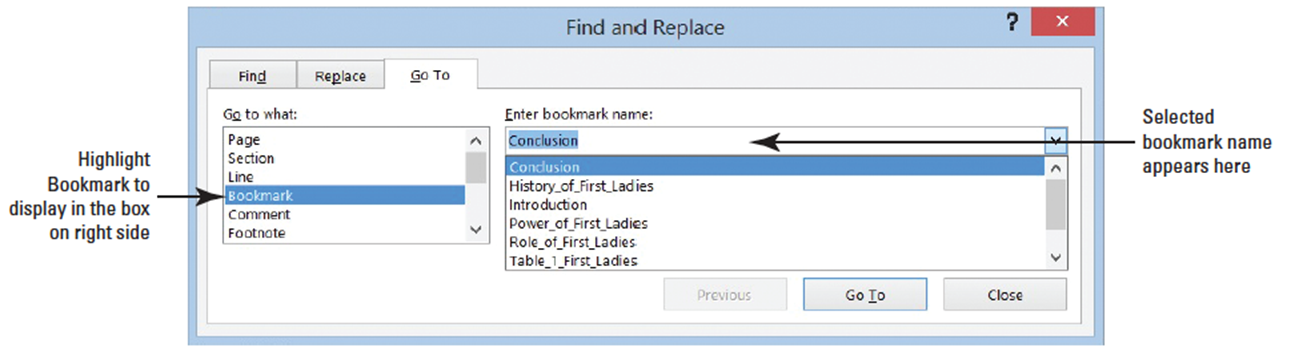 Find and Replace
?
×
Find
Replace
Go To
Go to what:
Page
Section
Line
Bookmark
Comment
Footnote
Enter bookmark name:
Conclusion
Conclusion
History_of_First_Ladies
Introduction
Power_of_First_Ladies
Role_of_First_Ladies
Table_1_First_Ladies
Previous
Go To
Close
Highlight
Bookmark to
display in the box
on right side
Selected
bookmark name
appears here